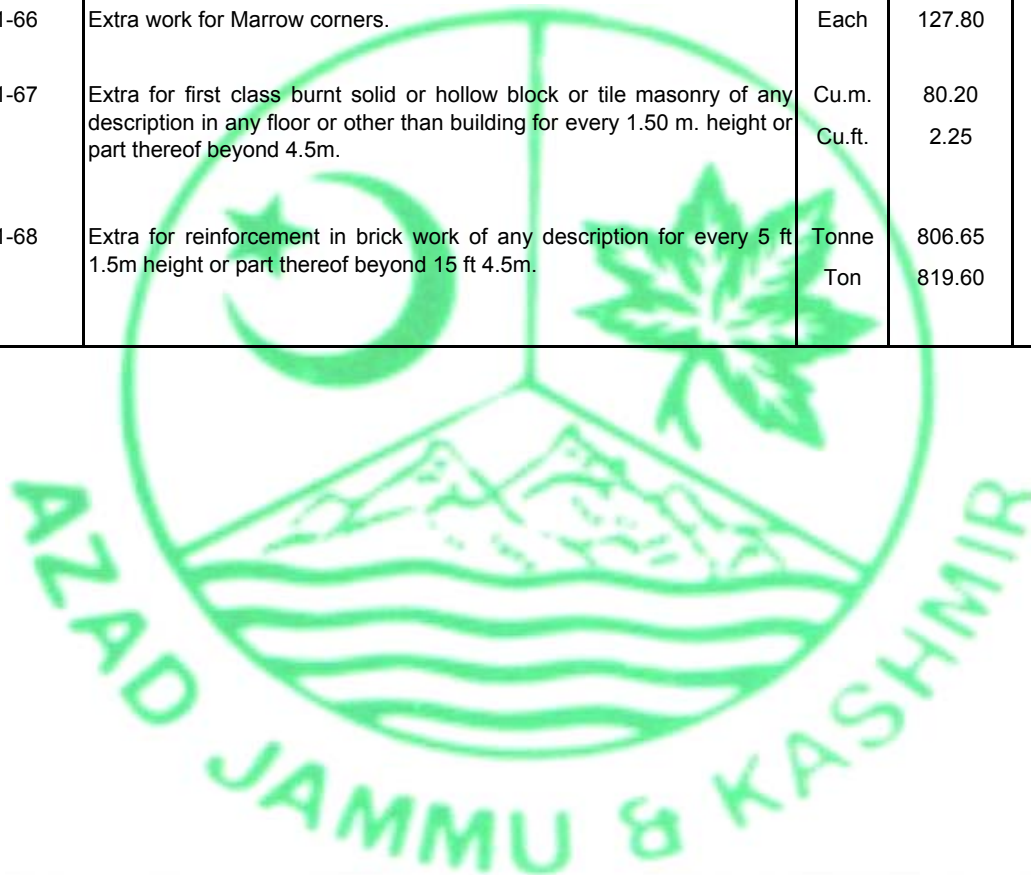 1-66 Extra work for Marrow corners. Each 127.80
1-67 Extra for first class burnt solid or hollow block or tile masonry of any Cu.m. 80.20
description in any floor or other than building for every 1.50 m. height or
Cu.ft. 2.25
part thereof beyond 4.5m.
1-68 Extra for reinforcement in brick work of any description for every 5 ft Tonne 806.65
1.5m height or part thereof beyond 15 ft 4.5m.
Ton 819.60
AZAD JAMMU & KASHMIR